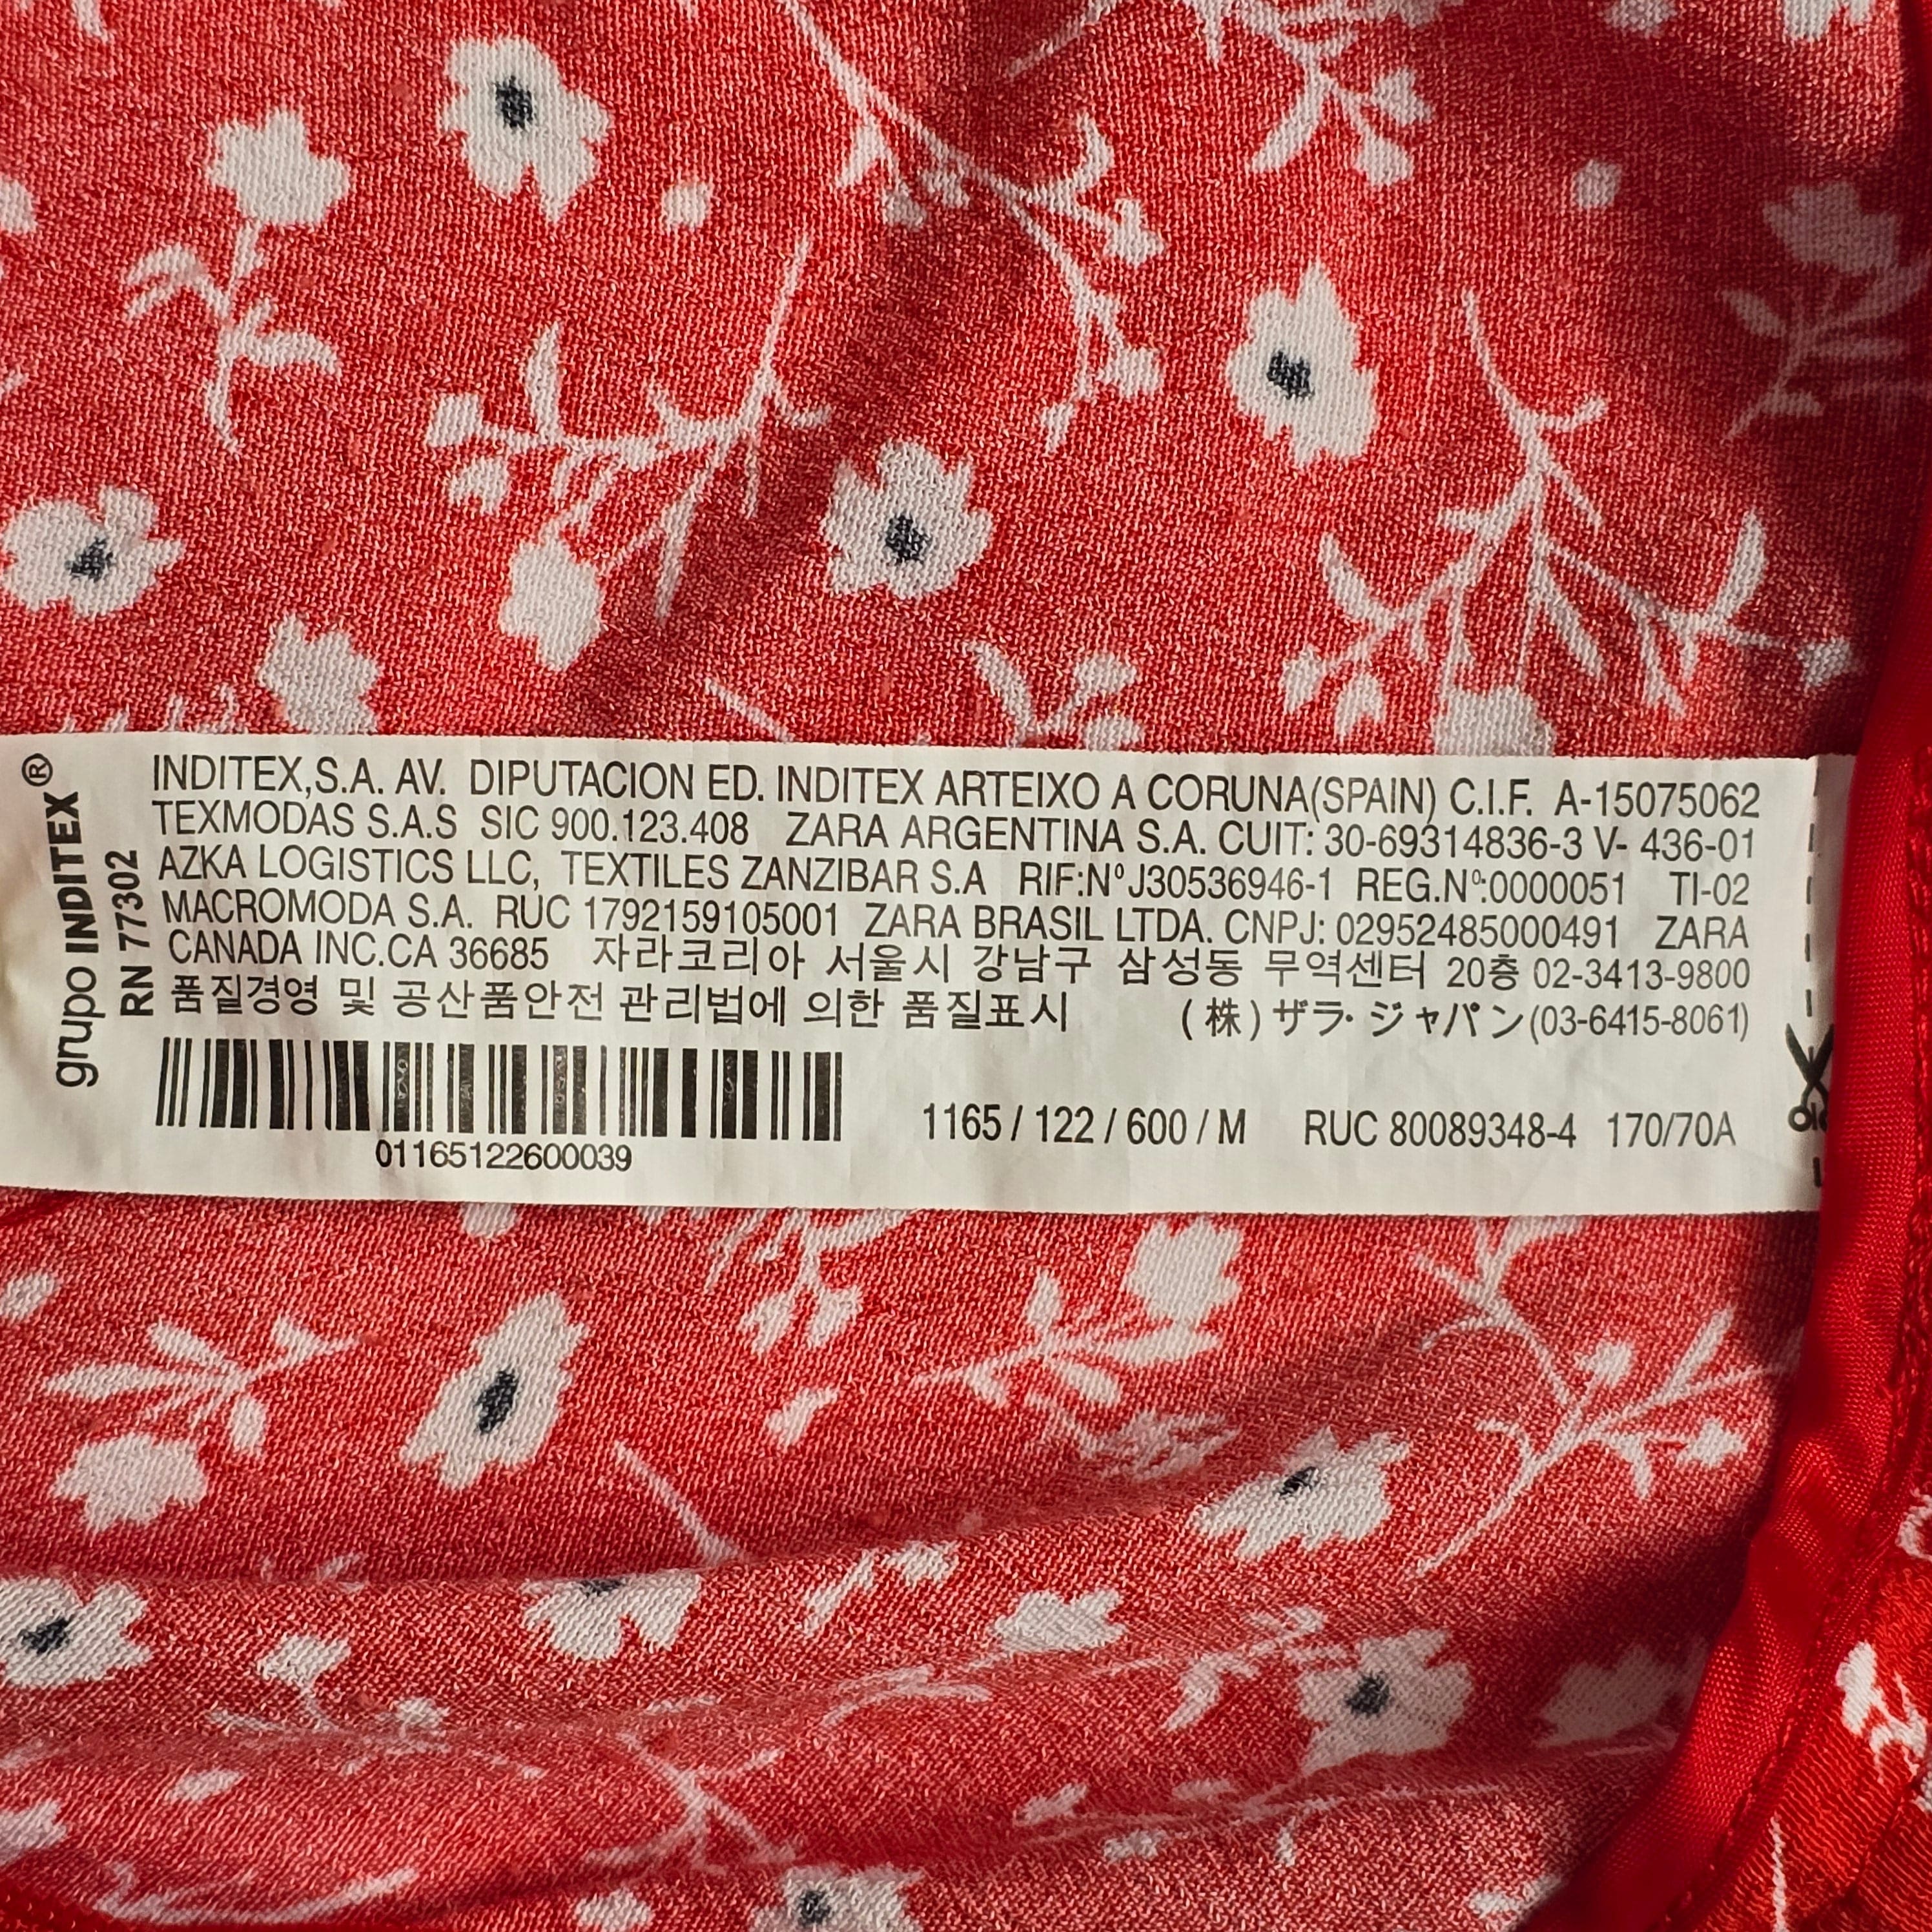 grupo INDITEX®
RN 77302
INDITEX,S.A. AV. DIPUTACION ED. INDITEX ARTEIXO A CORUNA(SPAIN) C.I.F. A-15075062
TEXMODAS S.A.S SIC 900.123.408 ZARA ARGENTINA S.A. CUIT: 30-69314836-3 V- 436-01
AZKA LOGISTICS LLC, TEXTILES ZANZIBAR S.A RIF:NºJ30536946-1 REG.Nº:0000051 TI-02
MACROMODA S.A. RUC 1792159105001 ZARA BRASIL LTDA. CNPJ: 02952485000491 ZARA
CANADA INC.CA 36685 자라코리아 서울시 강남구 삼성동 무역센터 20층 02-3413-9800
품질경영 및 공산품안전 관리법에 의한 품질표시 (株)ザラ·ジャパン(03-6415-8061)
1165 / 122 / 600 / M RUC 80089348-4 170/70A
01165122600039